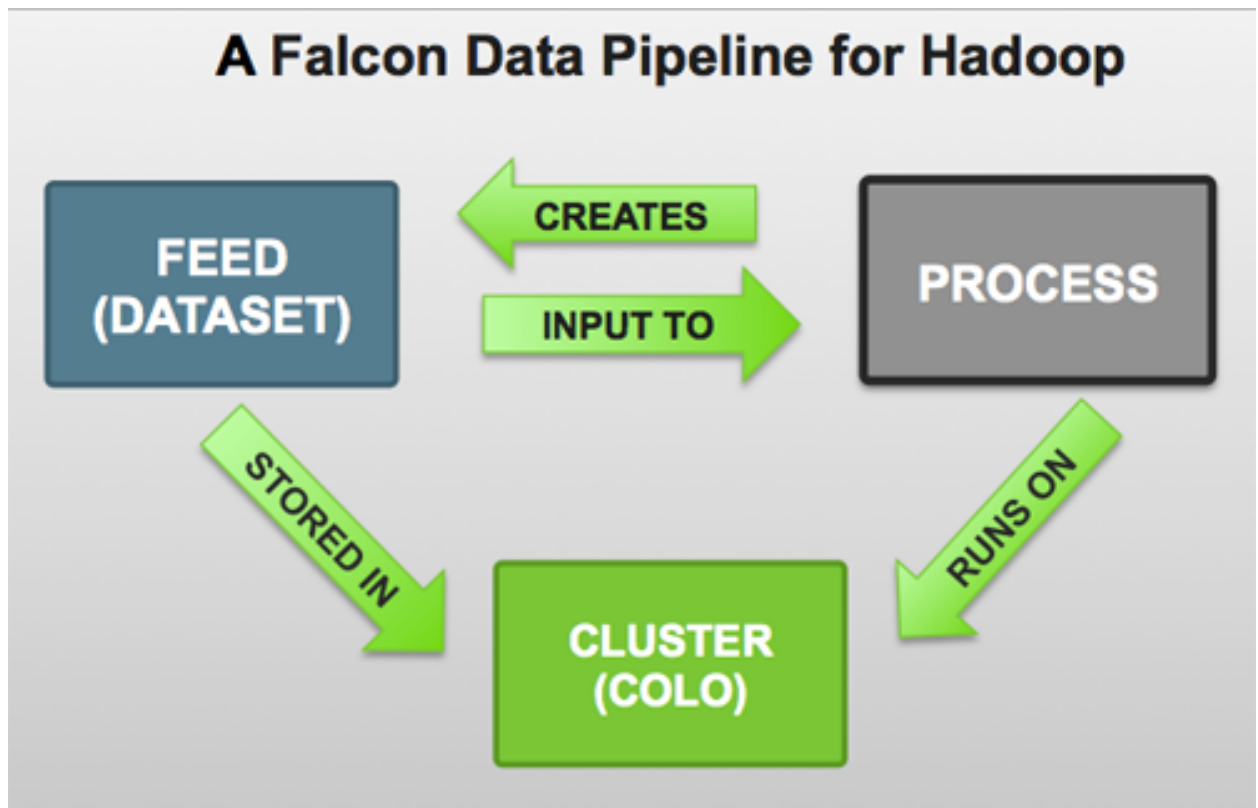 A Falcon Data Pipeline for Hadoop
FEED
(DATASET)
CREATES
INPUT TO
PROCESS
STORED IN
RUNS ON
CLUSTER
(COLO)